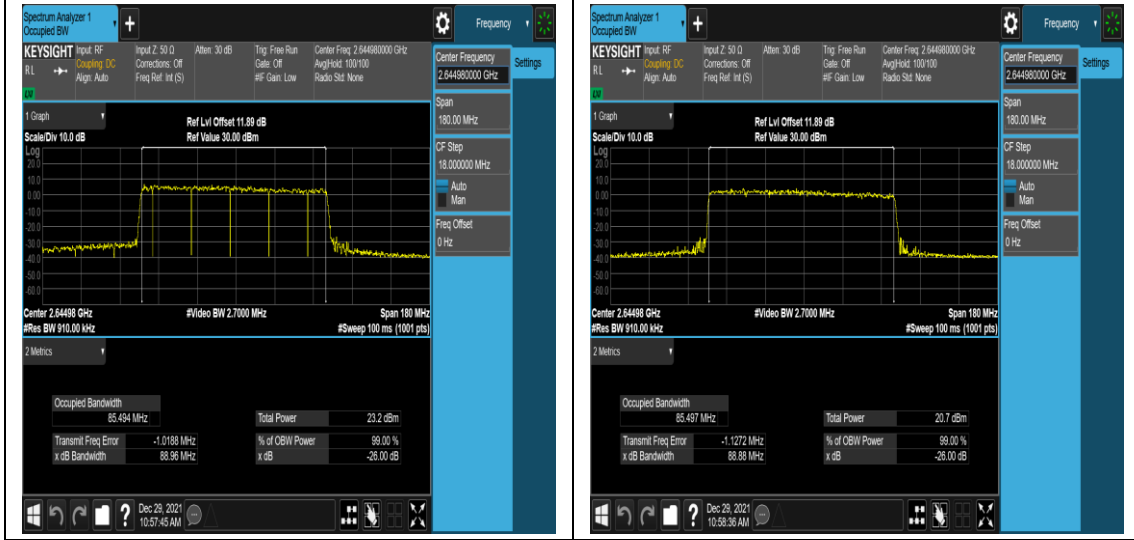 Spectrum Analyzer 1
Occupied BW
+
Frequency
KEYSIGHT
Input: RF
Input Z: 50 Ω
Atten: 30 dB
Trig: Free Run
Center Freq: 2.644980000 GHz
RL
Coupling: DC
Corrections: Off
Gate: Off
Avg|Hold: 100/100
Align: Auto
Freq Ref: Int (S)
#IF Gain: Low
Radio Std: None
1 Graph
Ref Lvl Offset 11.89 dB
Scale/Div 10.0 dB
Ref Value 30.00 dBm
Log
20.0
10.0
0.00
-10.0
-20.0
-30.0
-40.0
-50.0
-60.0
Center 2.64498 GHz
#Video BW 2.7000 MHz
Span 180 MHz
#Res BW 910.00 kHz
#Sweep 100 ms (1001 pts)
2 Metrics
Occupied Bandwidth
85.494 MHz
Total Power 23.2 dBm
Transmit Freq Error -1.0188 MHz
% of OBW Power 99.00 %
x dB Bandwidth 88.96 MHz
x dB -26.00 dB
Center Frequency
2.644980000 GHz
Settings
Span
180.00 MHz
CF Step
18.000000 MHz
Auto
Man
Freq Offset
0 Hz
?
Dec 29, 2021
10:57:45 AM
Spectrum Analyzer 1
Occupied BW
+
Frequency
KEYSIGHT
Input: RF
Input Z: 50 Ω
Atten: 30 dB
Trig: Free Run
Center Freq: 2.644980000 GHz
RL
Coupling: DC
Corrections: Off
Gate: Off
Avg|Hold: 100/100
Align: Auto
Freq Ref: Int (S)
#IF Gain: Low
Radio Std: None
1 Graph
Ref Lvl Offset 11.89 dB
Scale/Div 10.0 dB
Ref Value 30.00 dBm
Log
20.0
10.0
0.00
-10.0
-20.0
-30.0
-40.0
-50.0
-60.0
Center 2.64498 GHz
#Video BW 2.7000 MHz
Span 180 MHz
#Res BW 910.00 kHz
#Sweep 100 ms (1001 pts)
2 Metrics
Occupied Bandwidth
85.497 MHz
Total Power 20.7 dBm
Transmit Freq Error -1.1272 MHz
% of OBW Power 99.00 %
x dB Bandwidth 88.88 MHz
x dB -26.00 dB
Center Frequency
2.644980000 GHz
Settings
Span
180.00 MHz
CF Step
18.000000 MHz
Auto
Man
Freq Offset
0 Hz
?
Dec 29, 2021
10:58:36 AM